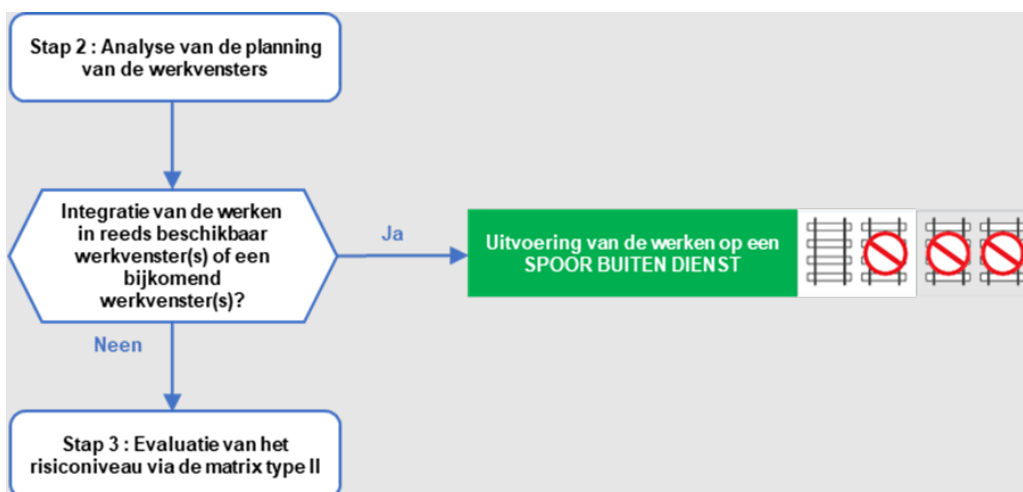 Stap 2 : Analyse van de planning
van de werkvensters
Integratie van de werken
in reeds beschikbaar
werkvenster(s) of een
bijkomend
werkvenster(s)?
Ja
Uitvoering van de werken op een
SPOOR BUITEN DIENST
Neen
Stap 3 : Evaluatie van het
risiconiveau via de matrix type II